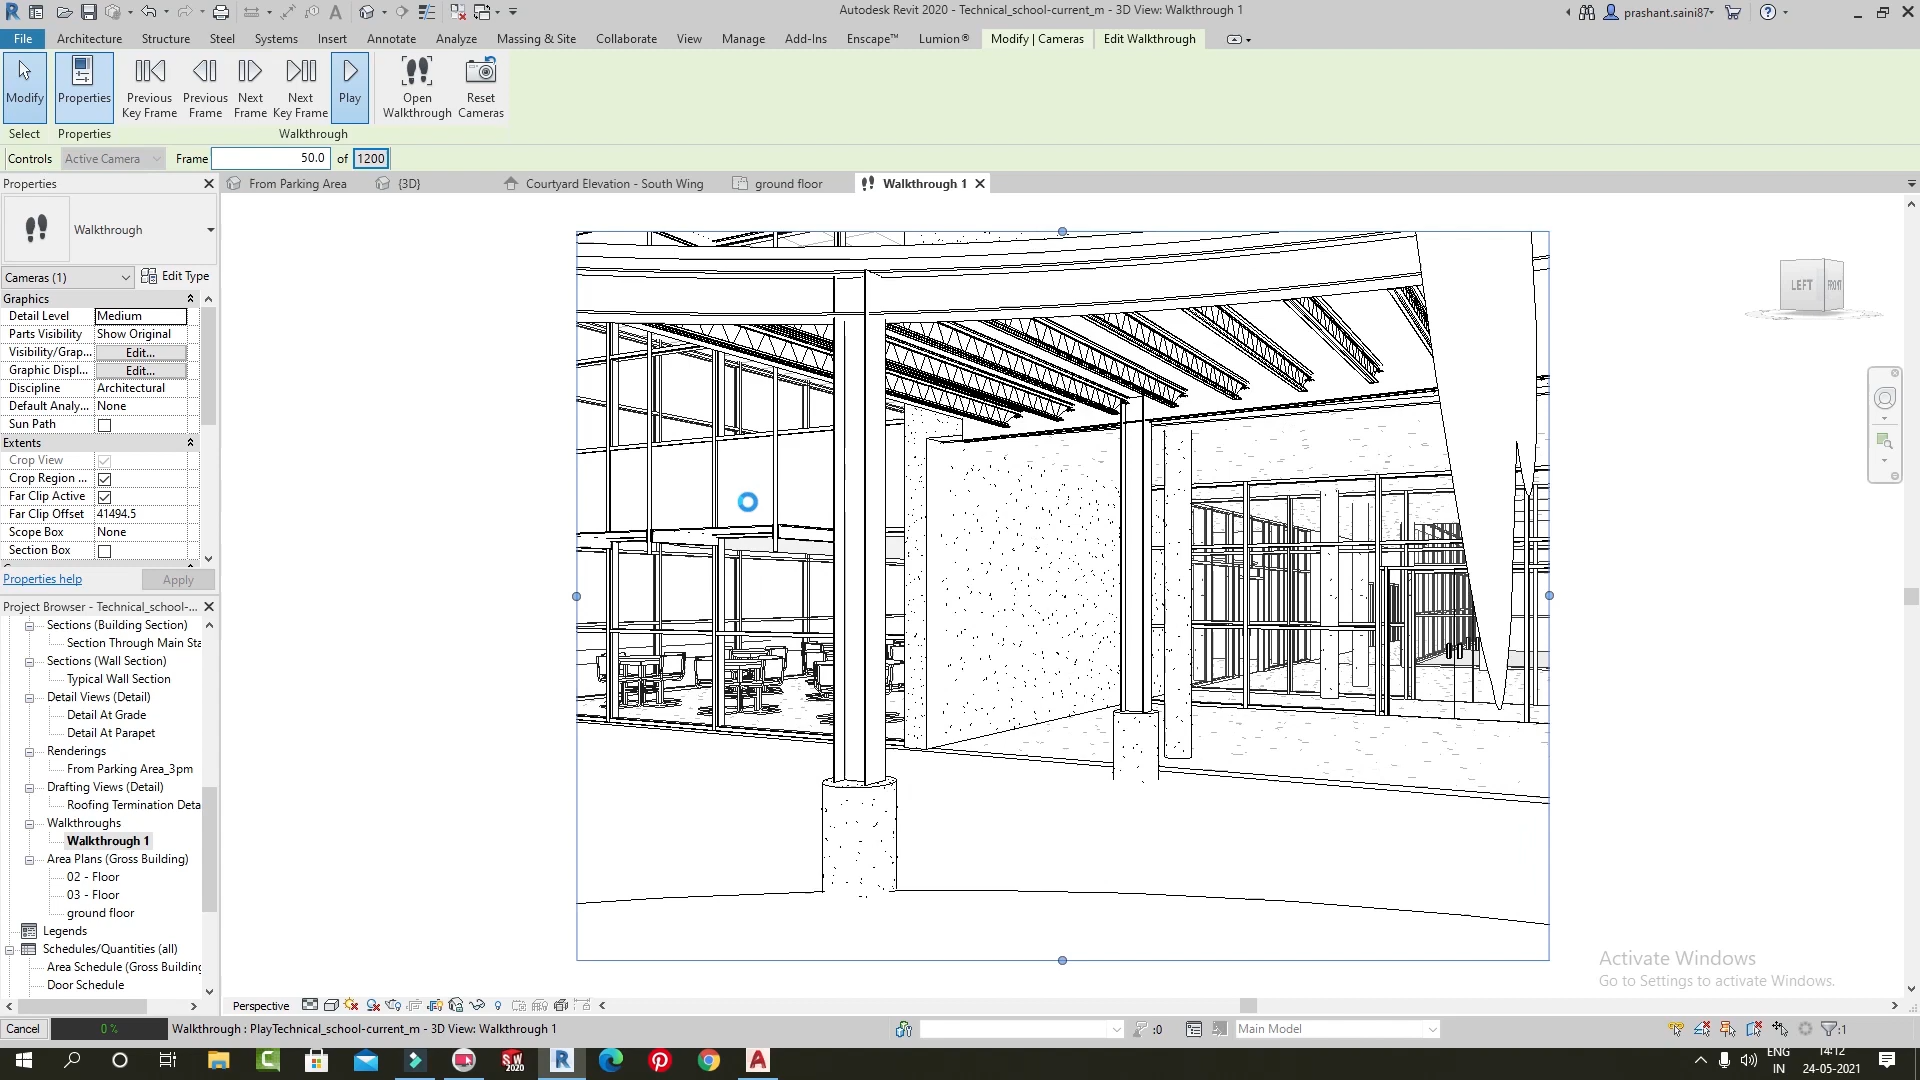 Autodesk Revit 2020 - Technical_school-current_m - 3D View: Walkthrough 1
prashant.saini87
File Architecture Structure Steel Systems Insert Annotate Analyze Massing & Site Collaborate View Manage Add-Ins Enscape™ Lumion® Modify | Cameras Edit Walkthrough
Modify
Properties
Previous Key Frame
Previous Frame
Next Frame
Next Key Frame
Play
Open Walkthrough
Reset Cameras
Select Properties Walkthrough
Controls Active Camera Frame 50.0 of 1200
Properties
From Parking Area {3D} Courtyard Elevation - South Wing ground floor Walkthrough 1
Walkthrough
Cameras (1) Edit Type
Graphics
Detail Level Medium
Parts Visibility Show Original
Visibility/Grap... Edit...
Graphic Displ... Edit...
Discipline Architectural
Default Analy... None
Sun Path
Extents
Crop View
Crop Region ...
Far Clip Active
Far Clip Offset 41494.5
Scope Box None
Section Box
Properties help Apply
LEFT FRONT
Project Browser - Technical_school-...
Sections (Building Section)
Section Through Main Sta
Sections (Wall Section)
Typical Wall Section
Detail Views (Detail)
Detail At Grade
Detail At Parapet
Renderings
From Parking Area_3pm
Drafting Views (Detail)
Roofing Termination Deta
Walkthroughs
Walkthrough 1
Area Plans (Gross Building)
02 - Floor
03 - Floor
ground floor
Legends
Schedules/Quantities (all)
Area Schedule (Gross Building
Door Schedule
Activate Windows
Go to Settings to activate Windows.
Perspective
Cancel 0 % Walkthrough : PlayTechnical_school-current_m - 3D View: Walkthrough 1 :0 Main Model :1
SW 2020
ENG
IN
14:12
24-05-2021